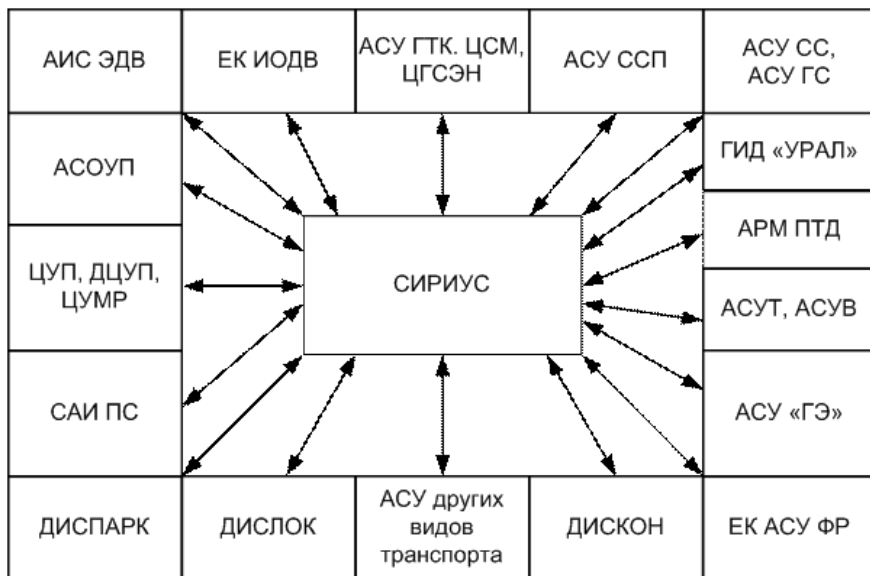 АИС ЭДВ
ЕК ИОДВ
АСУ ГТК. ЦСМ,
ЦГСЭН
АСУ ССП
АСУ СС,
АСУ ГС
АСОУП
ГИД «УРАЛ»
АРМ ПТД
ЦУП, ДЦУП,
ЦУМР
СИРИУС
АСУТ, АСУВ
САИ ПС
АСУ «ГЭ»
ДИСПАРК
ДИСЛОК
АСУ других
видов
транспорта
ДИСКОН
ЕК АСУ ФР